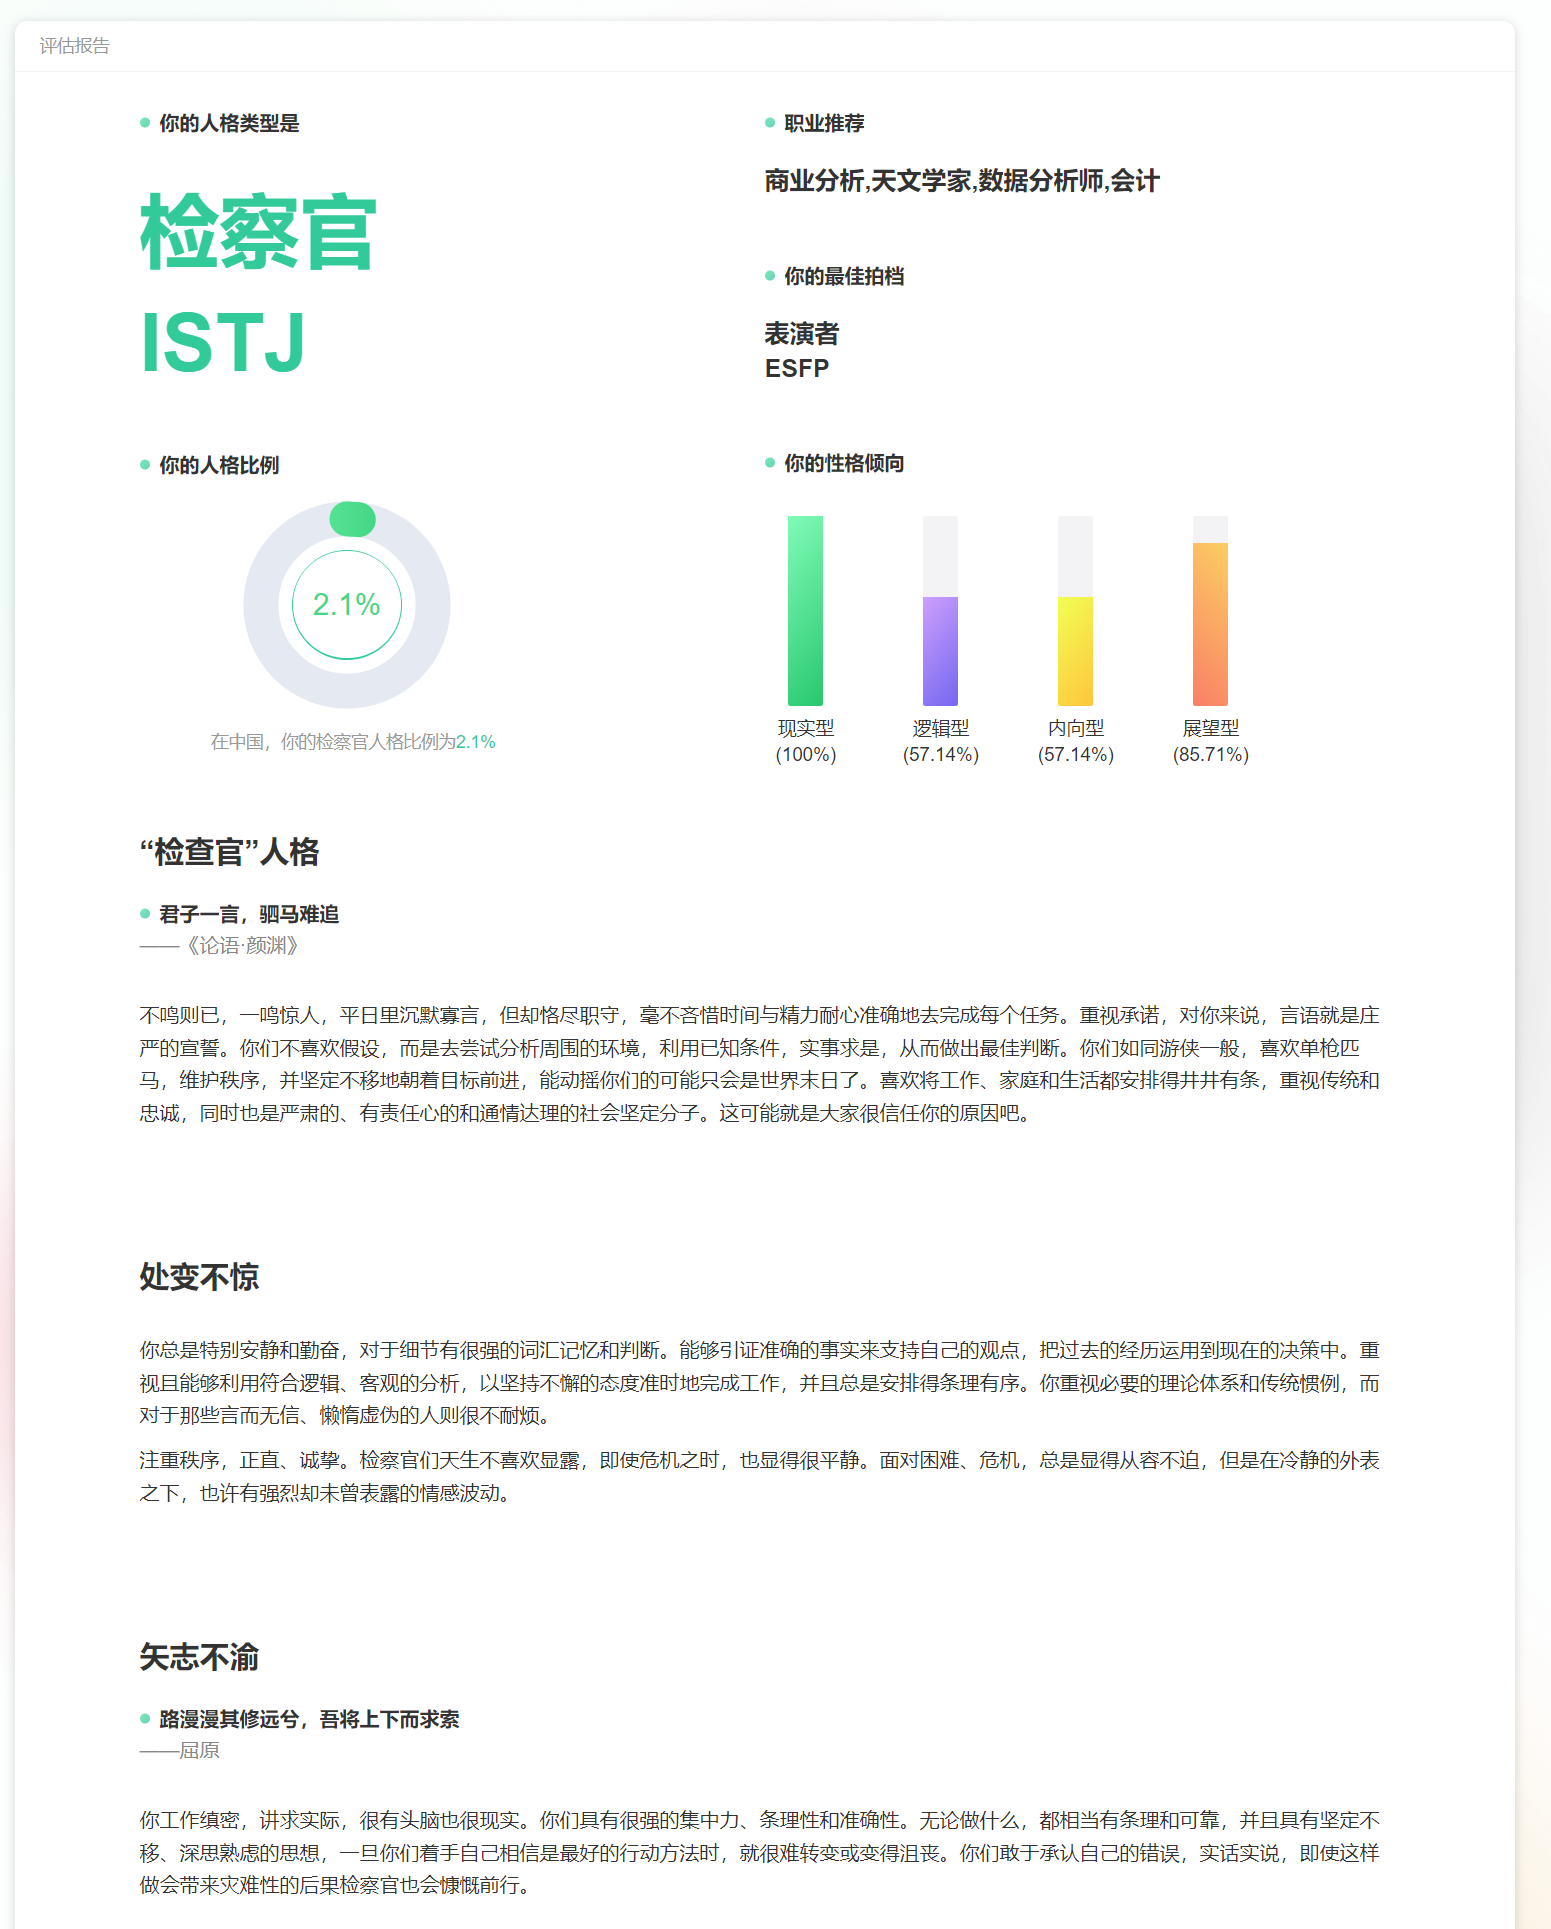 评估报告
你的人格类型是
检察官
ISTJ
职业推荐
商业分析,天文学家,数据分析师,会计
你的最佳拍档
表演者
ESFP
你的人格比例
2.1%
在中国，你的检察官人格比例为2.1%
你的性格倾向
现实型
(100%)
逻辑型
(57.14%)
内向型
(57.14%)
展望型
(85.71%)
“检查官”人格
君子一言，驷马难追
——《论语·颜渊》
不鸣则已，一鸣惊人，平日里沉默寡言，但却恪尽职守，毫不吝惜时间与精力耐心准确地去完成每个任务。重视承诺，对你来说，言语就是庄
严的宣誓。你们不喜欢假设，而是去尝试分析周围的环境，利用已知条件，实事求是，从而做出最佳判断。你们如同游侠一般，喜欢单枪匹
马，维护秩序，并坚定不移地朝着目标前进，能动摇你们的可能只会是世界末日了。喜欢将工作、家庭和生活都安排得井井有条，重视传统和
忠诚，同时也是严肃的、有责任心的和通情达理的社会坚定分子。这可能就是大家很信任你的原因吧。
处变不惊
你总是特别安静和勤奋，对于细节有很强的词汇记忆和判断。能够引证准确的事实来支持自己的观点，把过去的经历运用到现在的决策中。重
视且能够利用符合逻辑、客观的分析，以坚持不懈的态度准时地完成工作，并且总是安排得条理有序。你重视必要的理论体系和传统惯例，而
对于那些言而无信、懒惰虚伪的人则很不耐烦。
注重秩序，正直、诚挚。检察官们天生不喜欢显露，即使危机之时，也显得很平静。面对困难、危机，总是显得从容不迫，但是在冷静的外表
之下，也许有强烈却未曾表露的情感波动。
矢志不渝
路漫漫其修远兮，吾将上下而求索
——屈原
你工作缜密，讲求实际，很有头脑也很现实。你们具有很强的集中力、条理性和准确性。无论做什么，都相当有条理和可靠，并且具有坚定不
移、深思熟虑的思想，一旦你们着手自己相信是最好的行动方法时，就很难转变或变得沮丧。你们敢于承认自己的错误，实话实说，即使这样
做会带来灾难性的后果检察官也会慷慨前行。